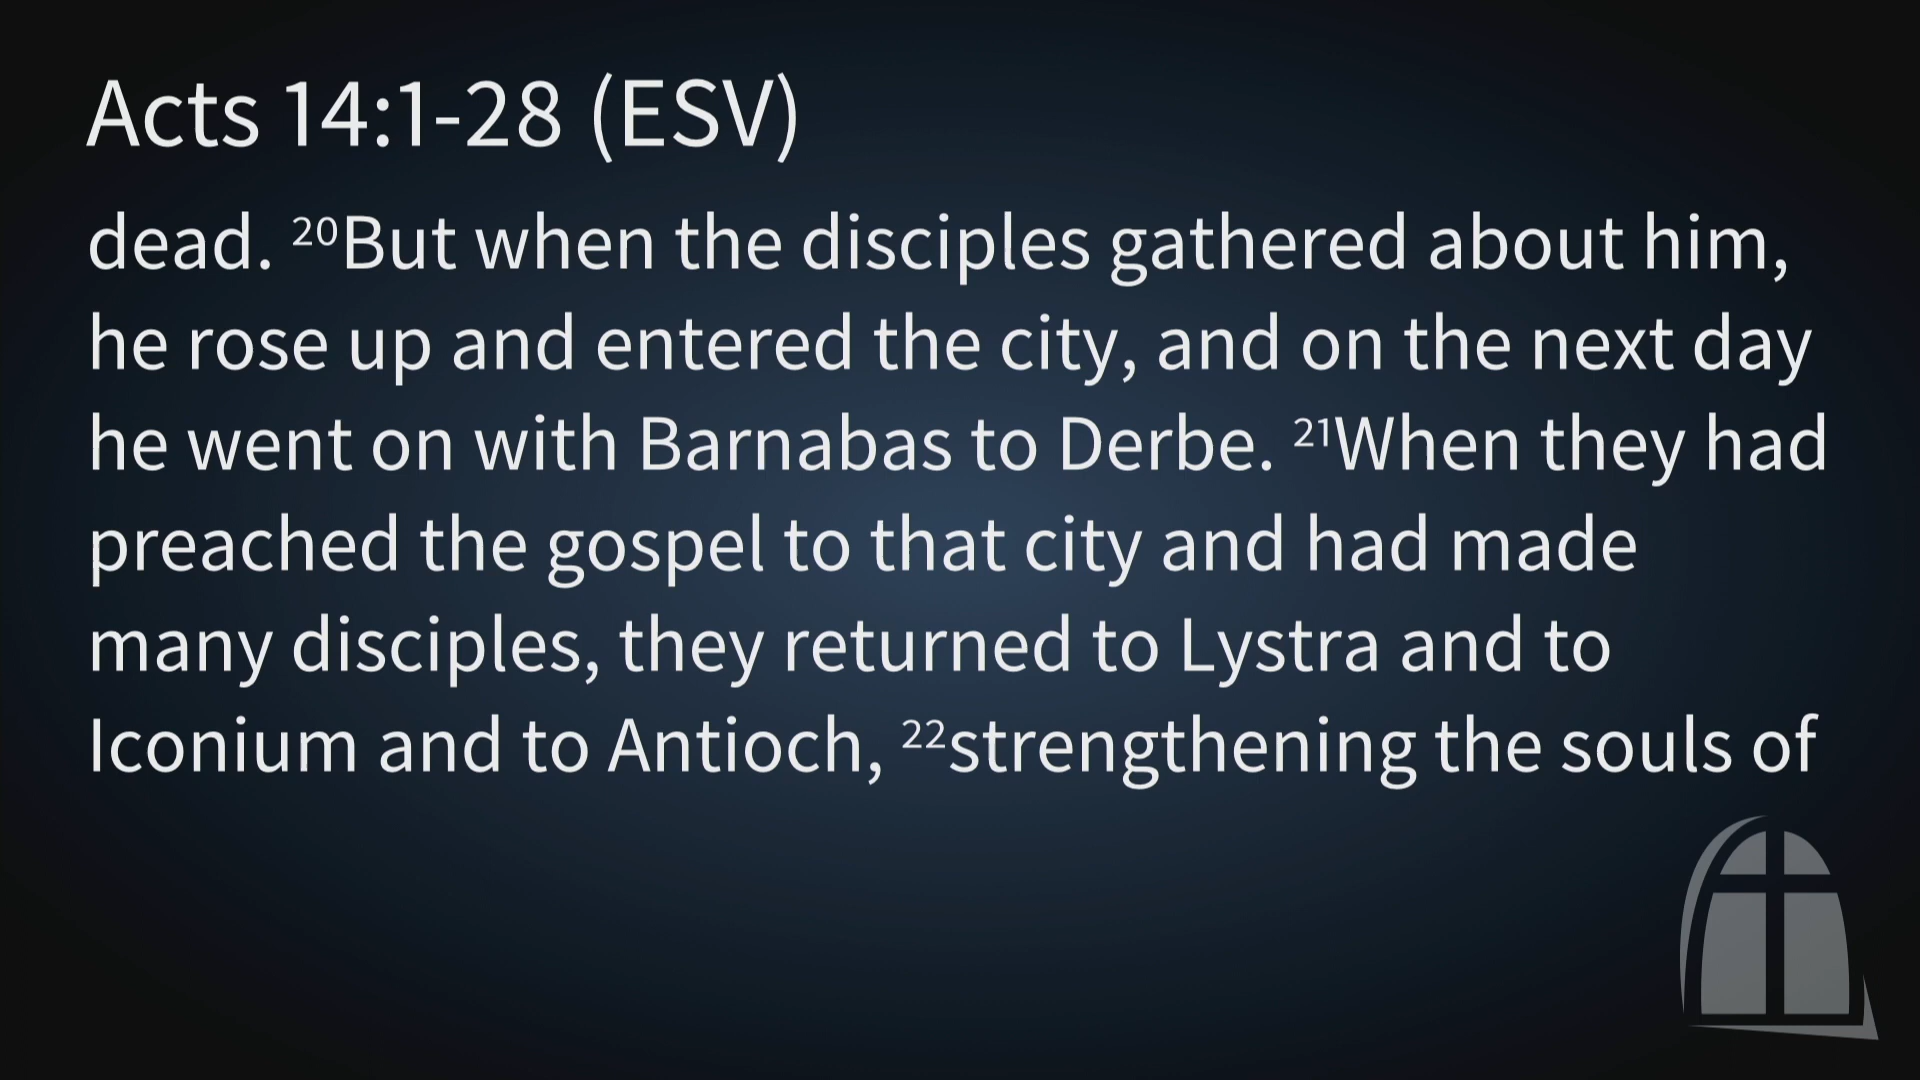 Acts 14:1-28 (ESV)
dead. ²⁰But when the disciples gathered about him,
he rose up and entered the city, and on the next day
he went on with Barnabas to Derbe. ²¹When they had
preached the gospel to that city and had made
many disciples, they returned to Lystra and to
Iconium and to Antioch, ²²strengthening the souls of